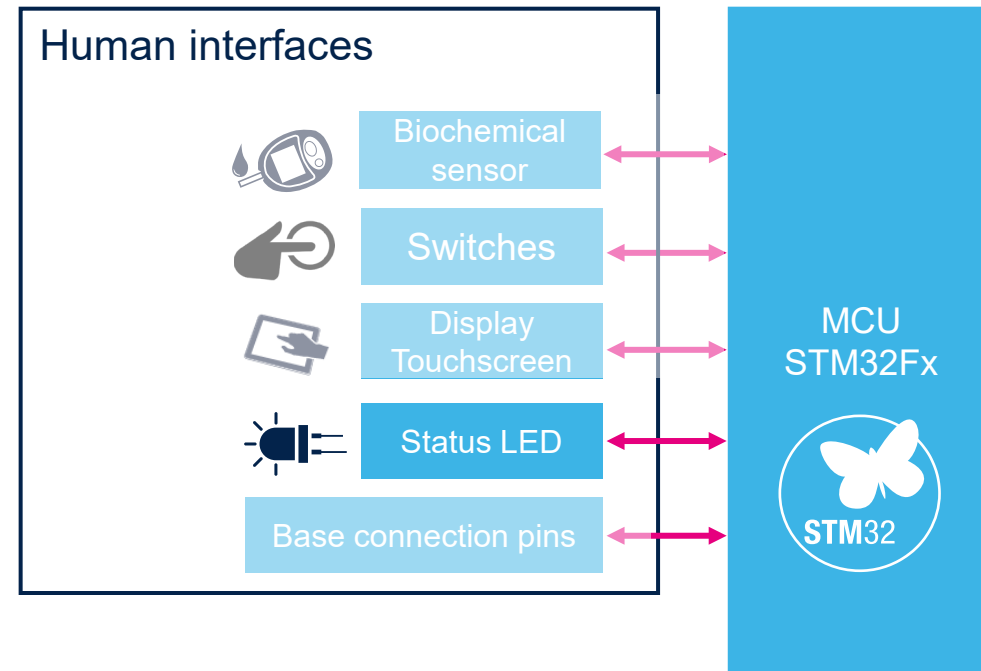 Human interfaces
Biochemical
sensor
Switches
Display
Touchscreen
Status LED
Base connection pins
MCU
STM32Fx
STM32